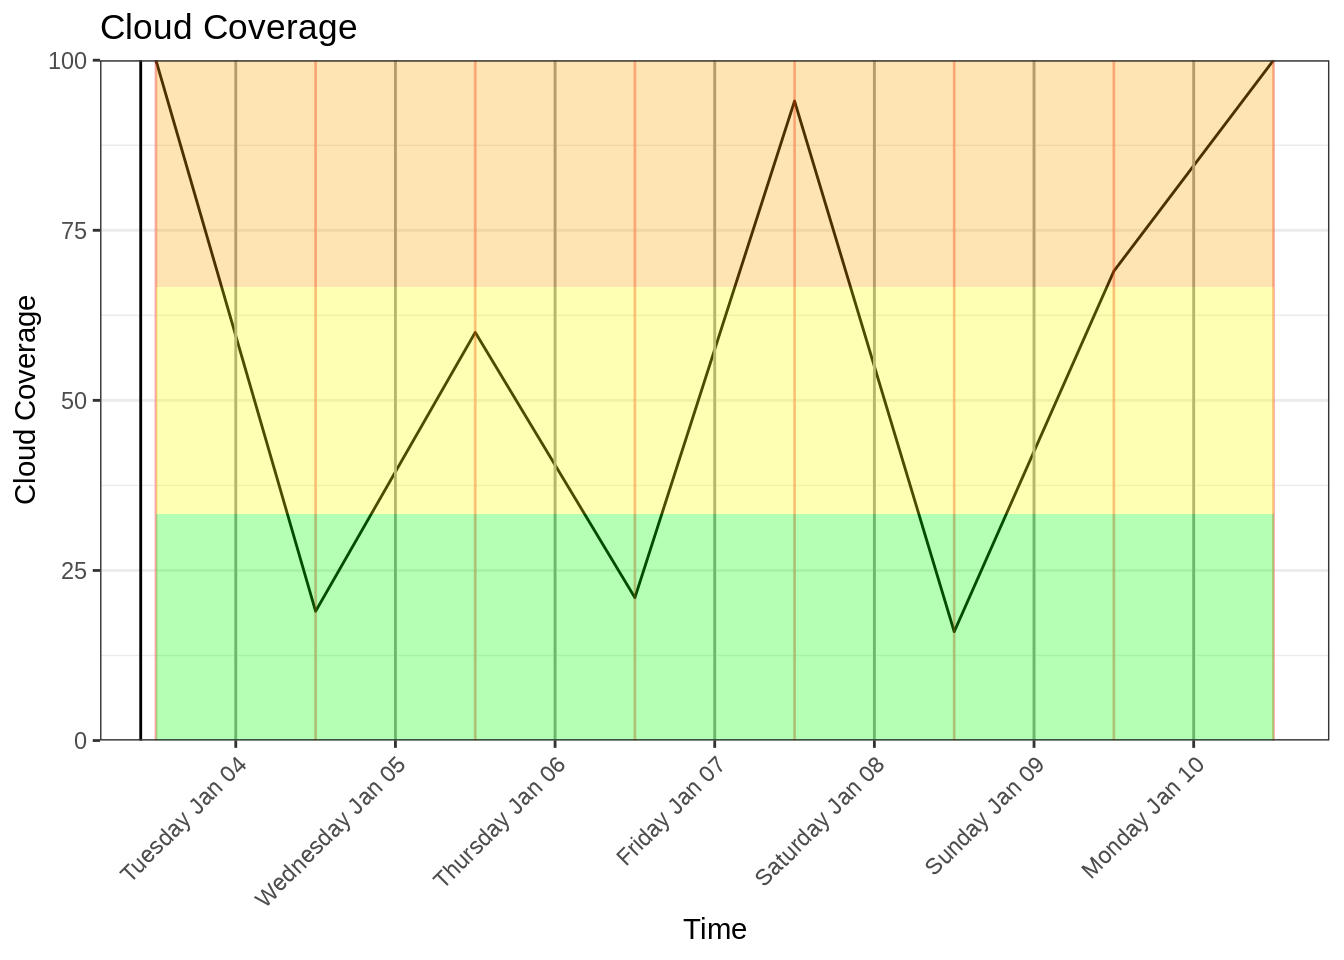 Cloud Coverage
100
75
50
25
0
Cloud Coverage
Tuesday Jan 04
Wednesday Jan 05
Thursday Jan 06
Friday Jan 07
Saturday Jan 08
Sunday Jan 09
Monday Jan 10
Time